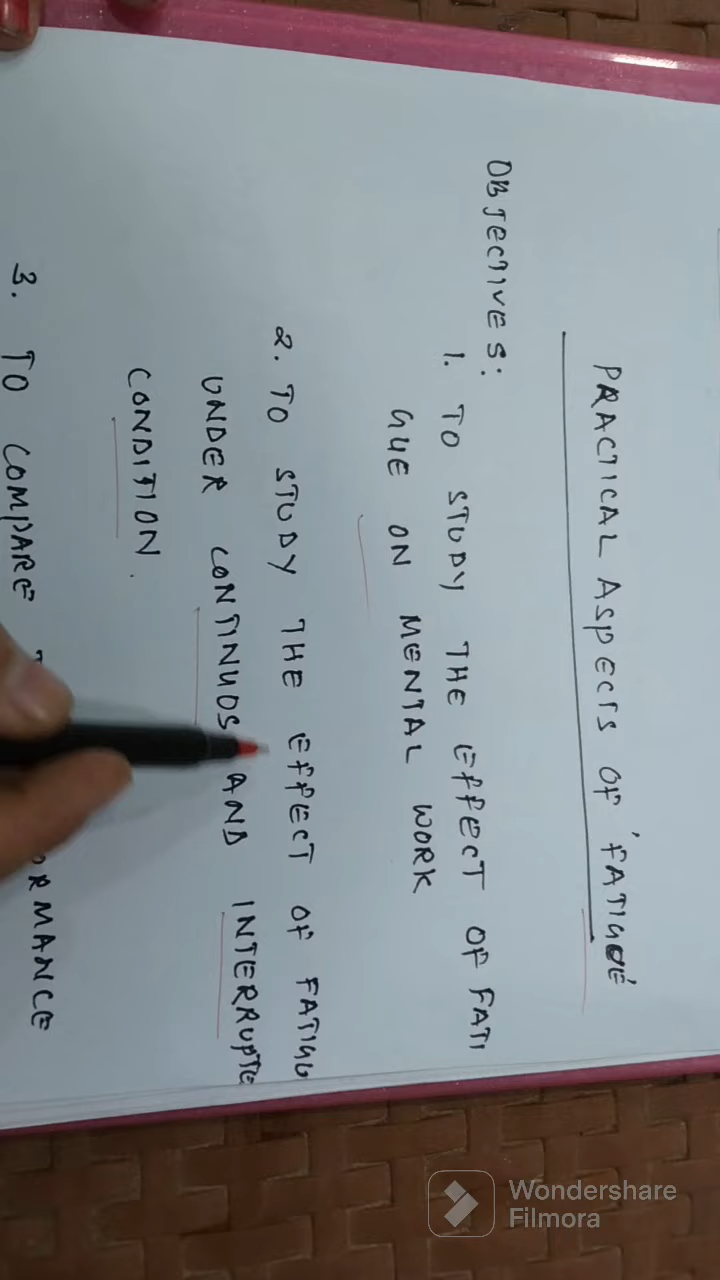 PRACTICAL ASPECTS OF 'FATIGUE'
OBJECTIVES:
1. TO STUDY THE EFFECT OF FATI
GUE ON MENTAL WORK
2. TO STUDY THE EFFECT OF FATIGU
UNDER CONTINUOS AND INTERRUPTE
CONDITION.
3. TO COMPARE ORMANCE
Wondershare
Filmora